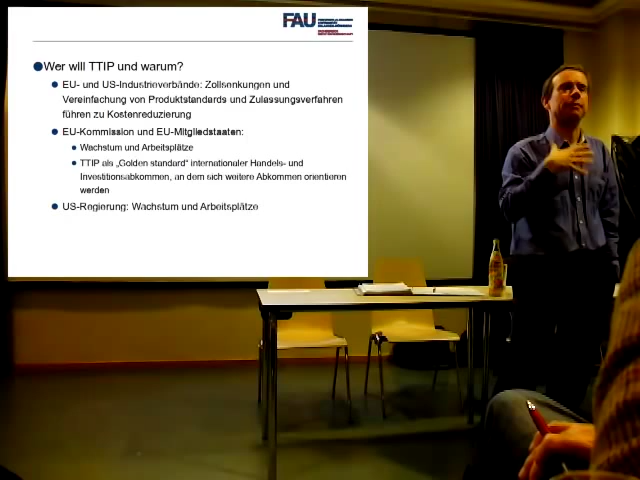 FAU
Wer will TTIP und warum?
EU- und US-Industrieverbände: Zollsenkungen und
Vereinfachung von Produktstandards und Zulassungsverfahren
führen zu Kostenreduzierung
EU-Kommission und EU-Mitgliedstaaten:
Wachstum und Arbeitsplätze
TTIP als „Golden standard“ internationaler Handels- und
Investitionsabkommen, an dem sich weitere Abkommen orientieren
werden
US-Regierung: Wachstum und Arbeitsplätze